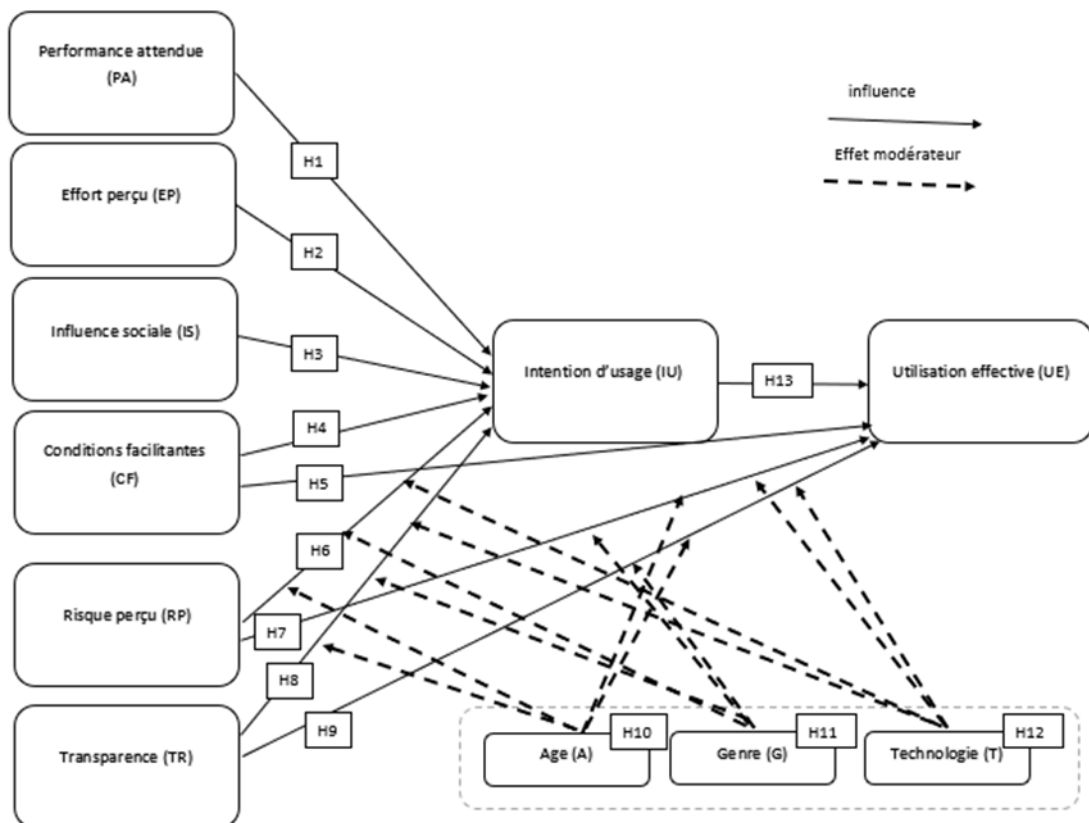 Performance attendue
(PA)
Effort perçu (EP)
Influence sociale (IS)
Conditions facilitantes
(CF)
Risque perçu (RP)
Transparence (TR)
H1
H2
H3
H4
H5
H6
H7
H8
H9
Intention d'usage (IU)
H13
Utilisation effective (UE)
influence
Effet modérateur
Age (A)
H10
Genre (G)
H11
Technologie (T)
H12